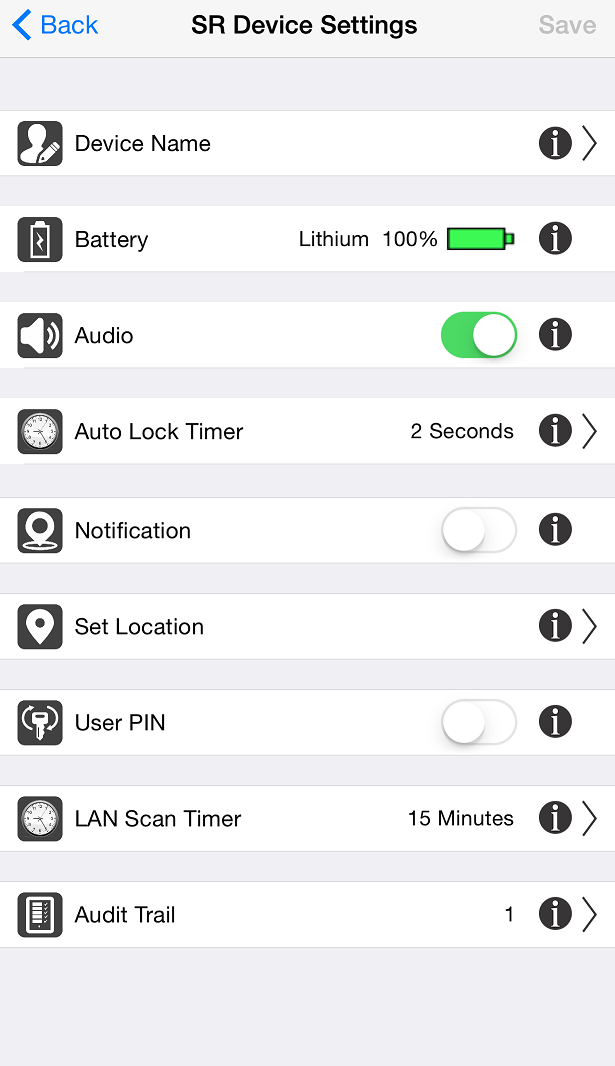 Back SR Device Settings Save
Device Name
Battery Lithium 100%
Audio
Auto Lock Timer 2 Seconds
Notification
Set Location
User PIN
LAN Scan Timer 15 Minutes
Audit Trail 1